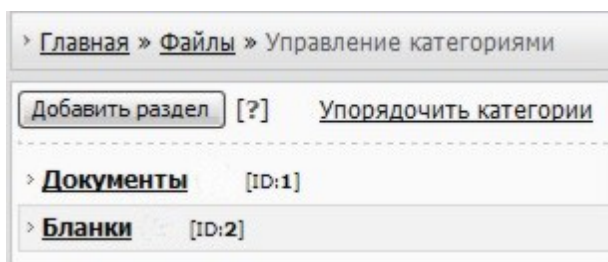 › Главная » Файлы » Управление категориями
Добавить раздел [?] Упорядочить категории
› Документы [ID:1]
› Бланки [ID:2]